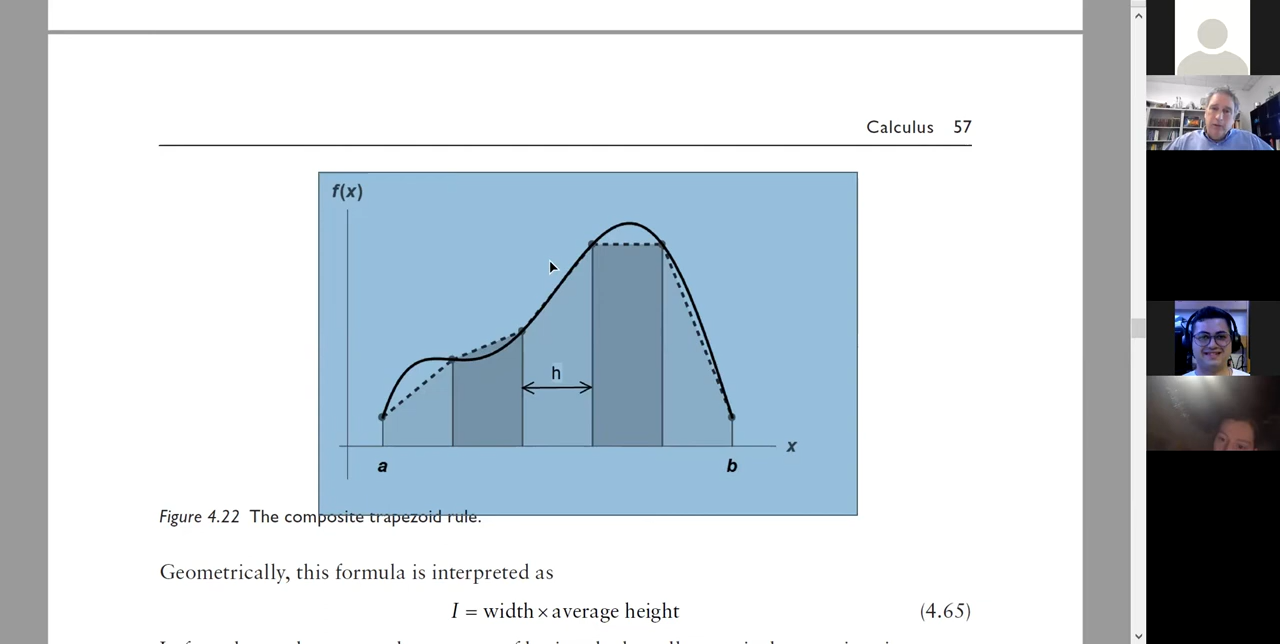 Calculus 57
f(x)
h
x
a b
Figure 4.22 The composite trapezoid rule.
Geometrically, this formula is interpreted as
I = width × average height (4.65)